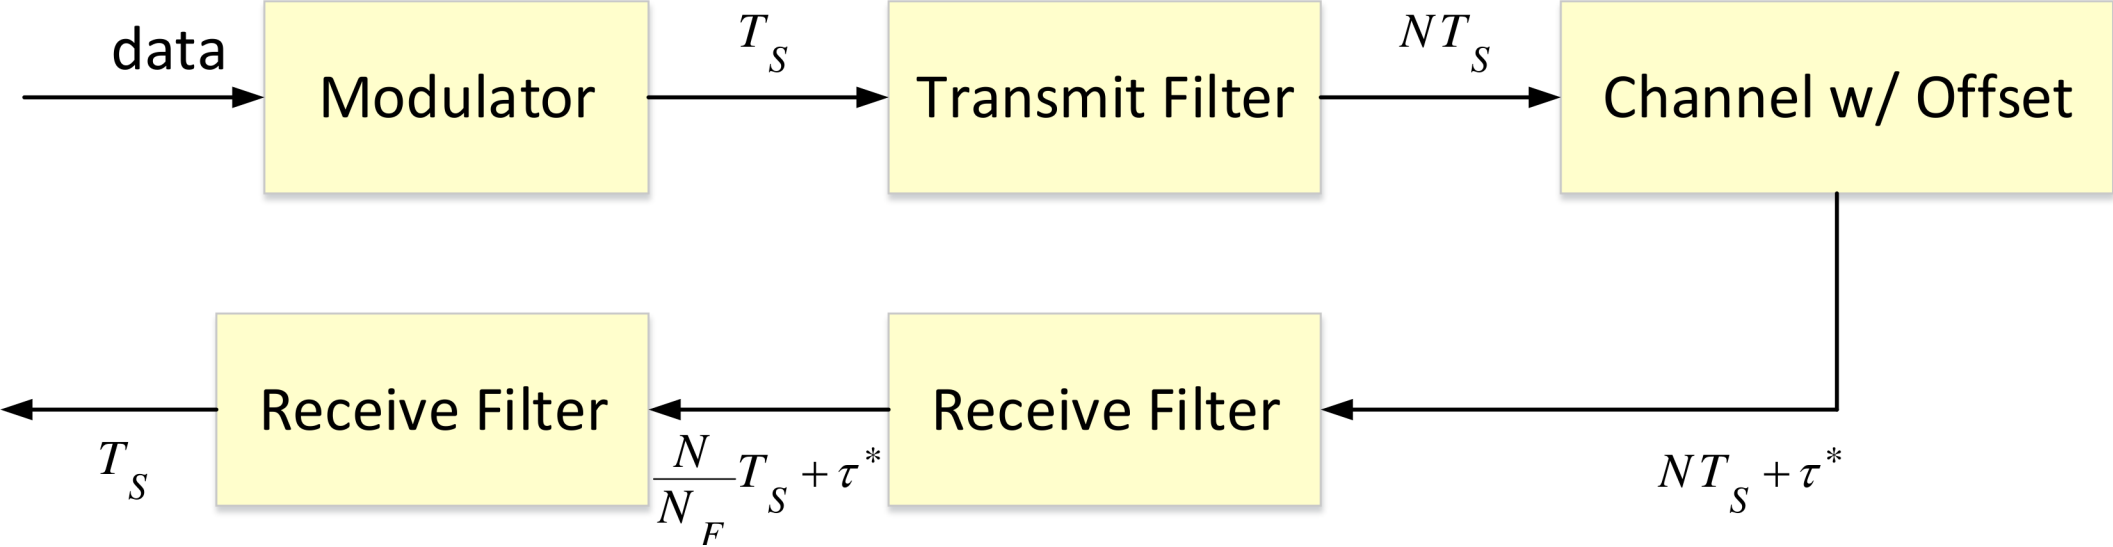 data
Modulator
T_S
Transmit Filter
NT_S
Channel w/ Offset
Receive Filter
Receive Filter
T_S
N/N_F T_S + τ*
NT_S + τ*